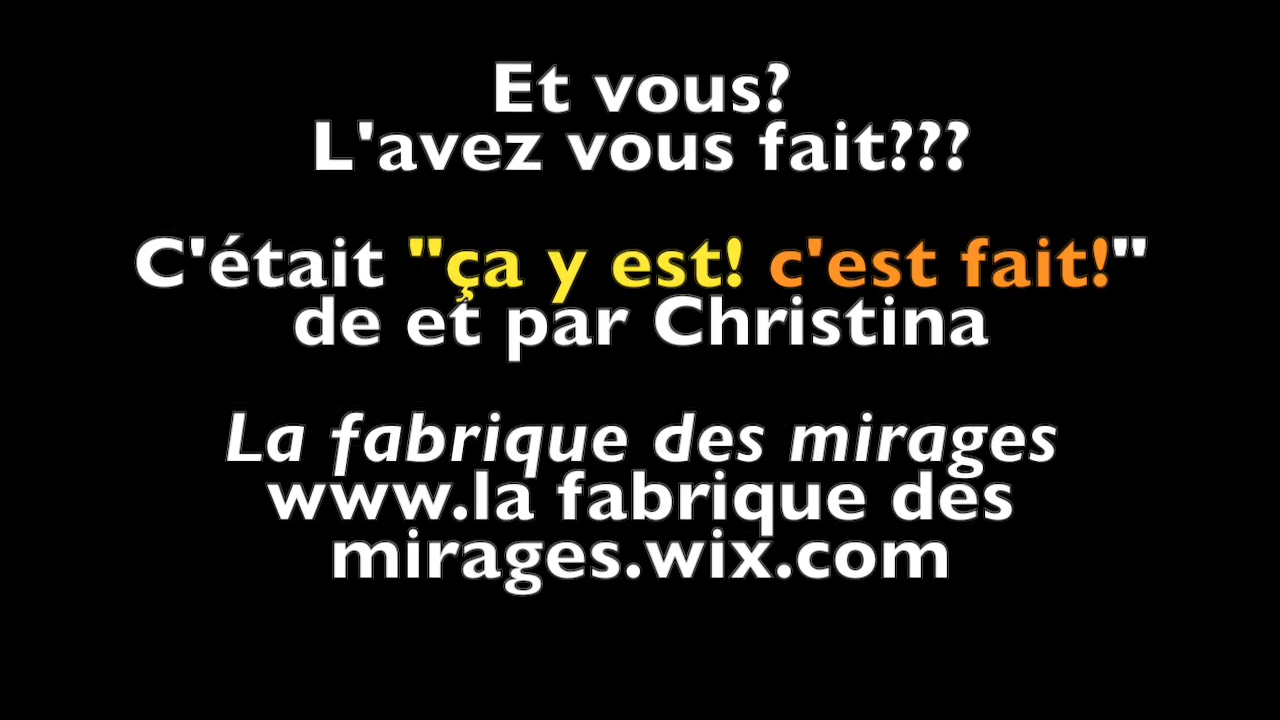 Et vous?
L'avez vous fait???
C'était "ça y est! c'est fait!"
de et par Christina
La fabrique des mirages
www.la fabrique des
mirages.wix.com